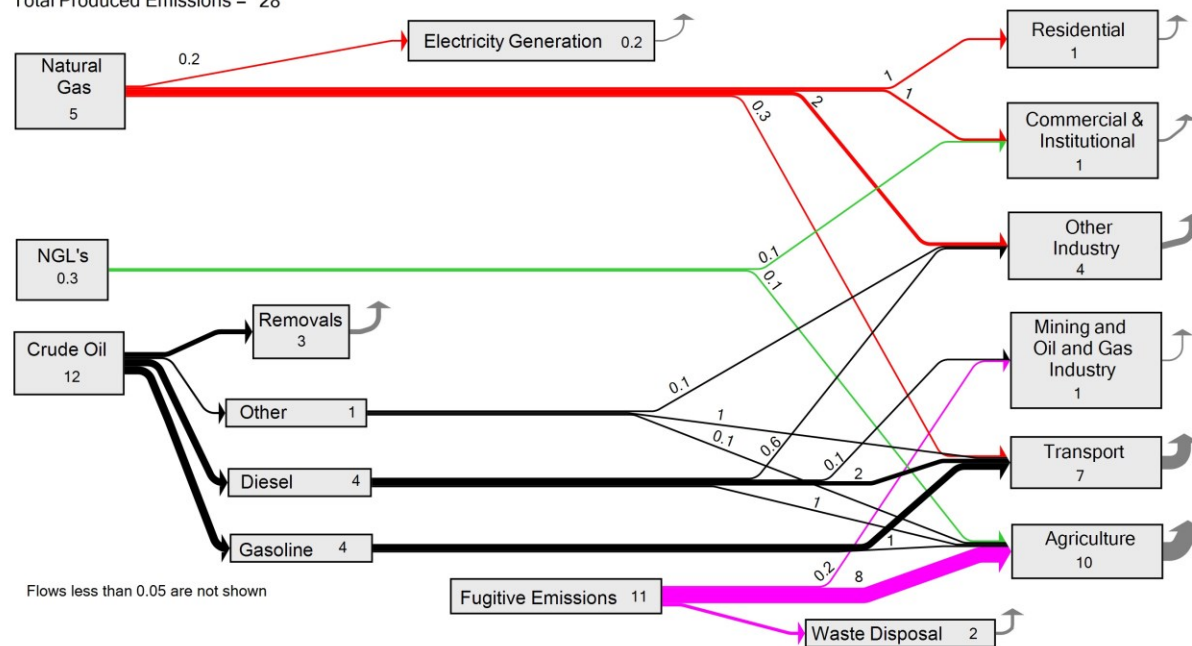 Total Produced Emissions = 28
Natural
Gas
5
0.2
Electricity Generation 0.2
Residential
1
1
1
2
0.3
Commercial &
Institutional
1
NGL's
0.3
0.1
0.1
Other
Industry
4
Crude Oil
12
Removals
3
Mining and
Oil and Gas
Industry
1
Other 1
0.1
1
0.1
0.6
0.1
Diesel 4
2
1
Transport
7
Gasoline 4
1
Agriculture
10
Flows less than 0.05 are not shown
Fugitive Emissions 11
0.2
8
Waste Disposal 2